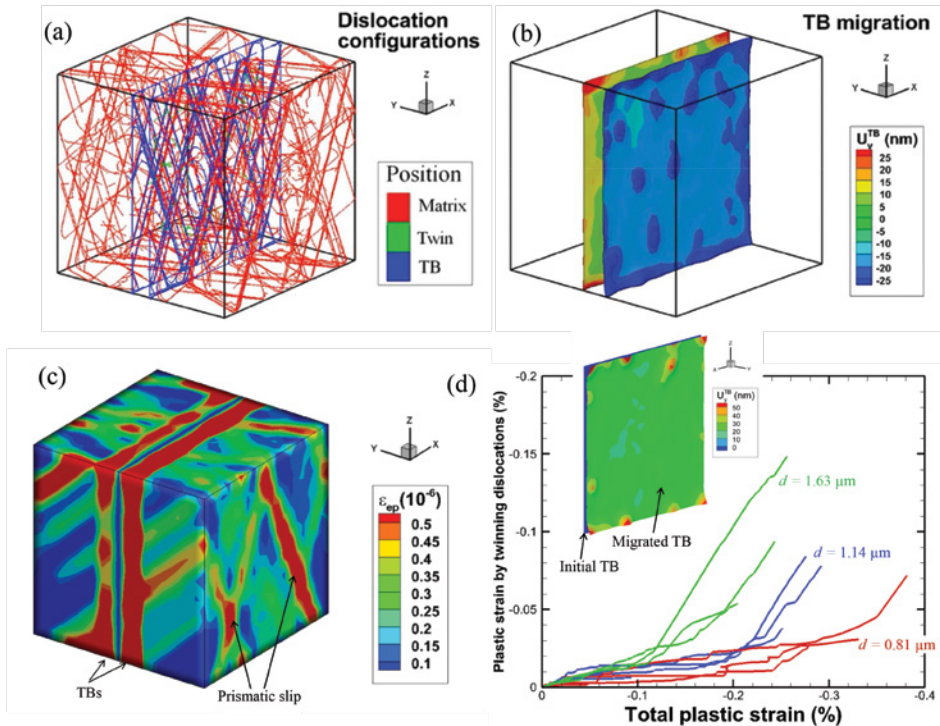 (a)
Dislocation
configurations
Z
Y
X
Position
Matrix
Twin
TB
(b)
TB migration
Z
Y
X
U_y^TB (nm)
25
20
15
10
5
0
-5
-10
-15
-20
-25
(c)
Z
Y
X
ε_ep(10^-6)
0.5
0.45
0.4
0.35
0.3
0.25
0.2
0.15
0.1
TBs
Prismatic slip
(d)
Plastic strain by twinning dislocations (%)
-0.2
-0.15
-0.1
-0.05
0
0
-0.1
-0.2
-0.3
-0.4
Total plastic strain (%)
Z
Y
(nm)
50
40
30
20
10
0
Initial TB
Migrated TB
d = 1.63 μm
d = 1.14 μm
d = 0.81 μm